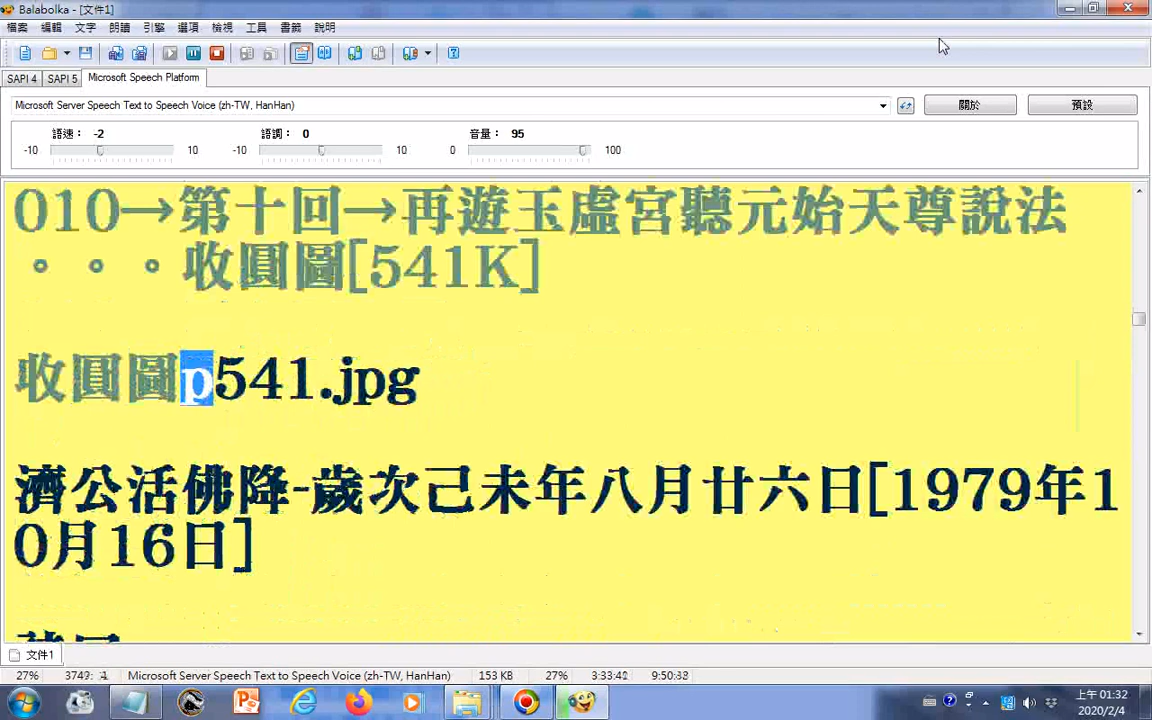 Balabolka - [文件1]
檔案 編輯 文字 朗讀 引擎 選項 檢視 工具 書籤 說明
SAPI 4 SAPI 5 Microsoft Speech Platform
Microsoft Server Speech Text to Speech Voice (zh-TW, HanHan) 關於 預設
語速： -2 語調： 0 音量： 95
-10 10 -10 10 0 100
010→第十回→再遊玉虛宮聽元始天尊說法
。。。收圓圖[541K]
收圓圖p541.jpg
濟公活佛降-歲次己未年八月廿六日[1979年1
0月16日]
文件1
27% Microsoft Server Speech Text to Speech Voice (zh-TW, HanHan) 153 KB 27% 3:33:42 9:50:33
上午 01:32
2020/2/4